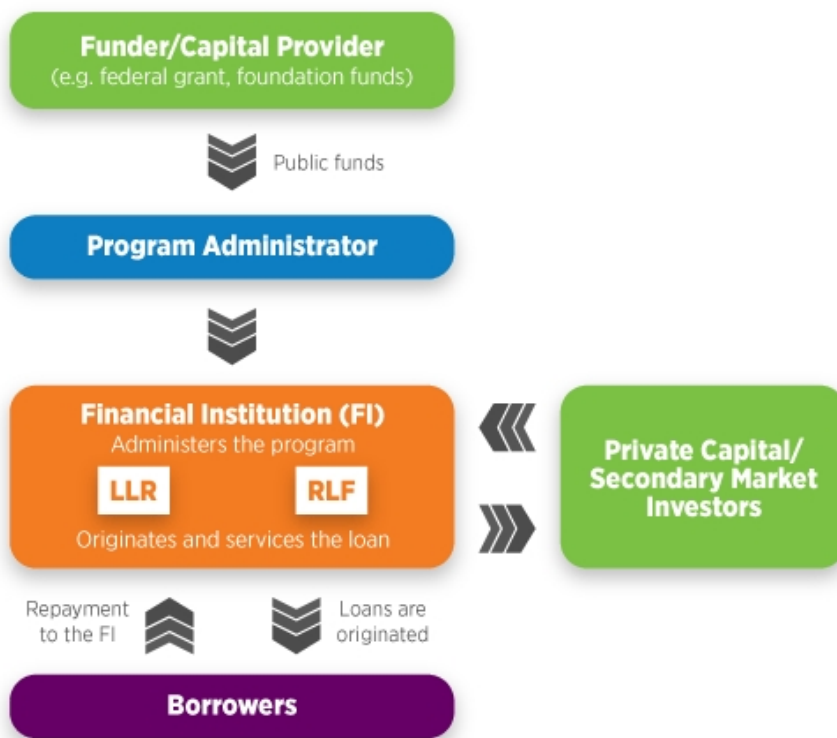 Funder/Capital Provider
(e.g. federal grant, foundation funds)
Public funds
Program Administrator
Financial Institution (FI)
Administers the program
LLR
RLF
Originates and services the loan
Private Capital/
Secondary Market
Investors
Repayment
to the FI
Loans are
originated
Borrowers